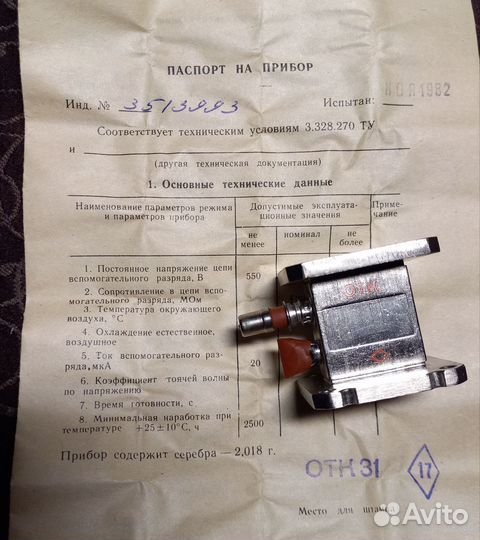 ПАСПОРТ НА ПРИБОР
НОЯ 1982
Инд. № 3513993 Испытан:
Соответствует техническим условиям 3.328.270 ТУ
и
(другая техническая документация)
1. Основные технические данные
Наименование параметров режима и параметров прибора
Допустимые эксплуата-
ационные значения
не менее
номинал
не более
Приме-
чание
1. Постоянное напряжение цепи
вспомогательного разряда, В 550
2. Сопротивление в цепи вспо-
могательного разряда, МОм
3. Температура окружающего
воздуха, °С
4. Охлаждение естественное,
воздушное
5. Ток вспомогательного раз-
ряда, мкА 20
6. Коэффициент стоячей волны
по напряжению
7. Время готовности, с
8. Минимальная наработка при
температуре +25±10°С, ч 2500
Прибор содержит серебра — 2,018 г.
ОТК 31
17
Место для штампа
Avito